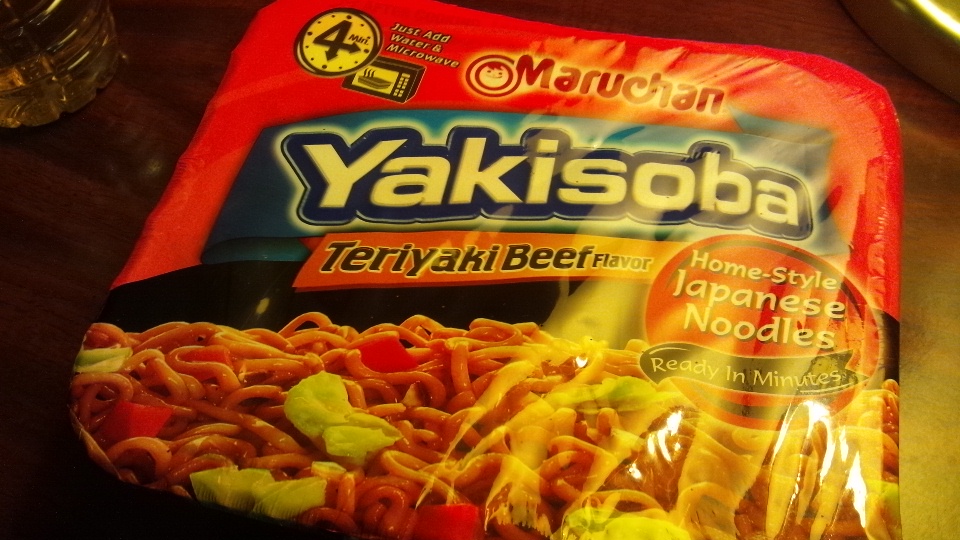 4 Min.
Just Add
Water &
Microwave
Maruchan
Yakisoba
Teriyaki Beef Flavor
Home-Style
Japanese
Noodles
Ready In Minutes